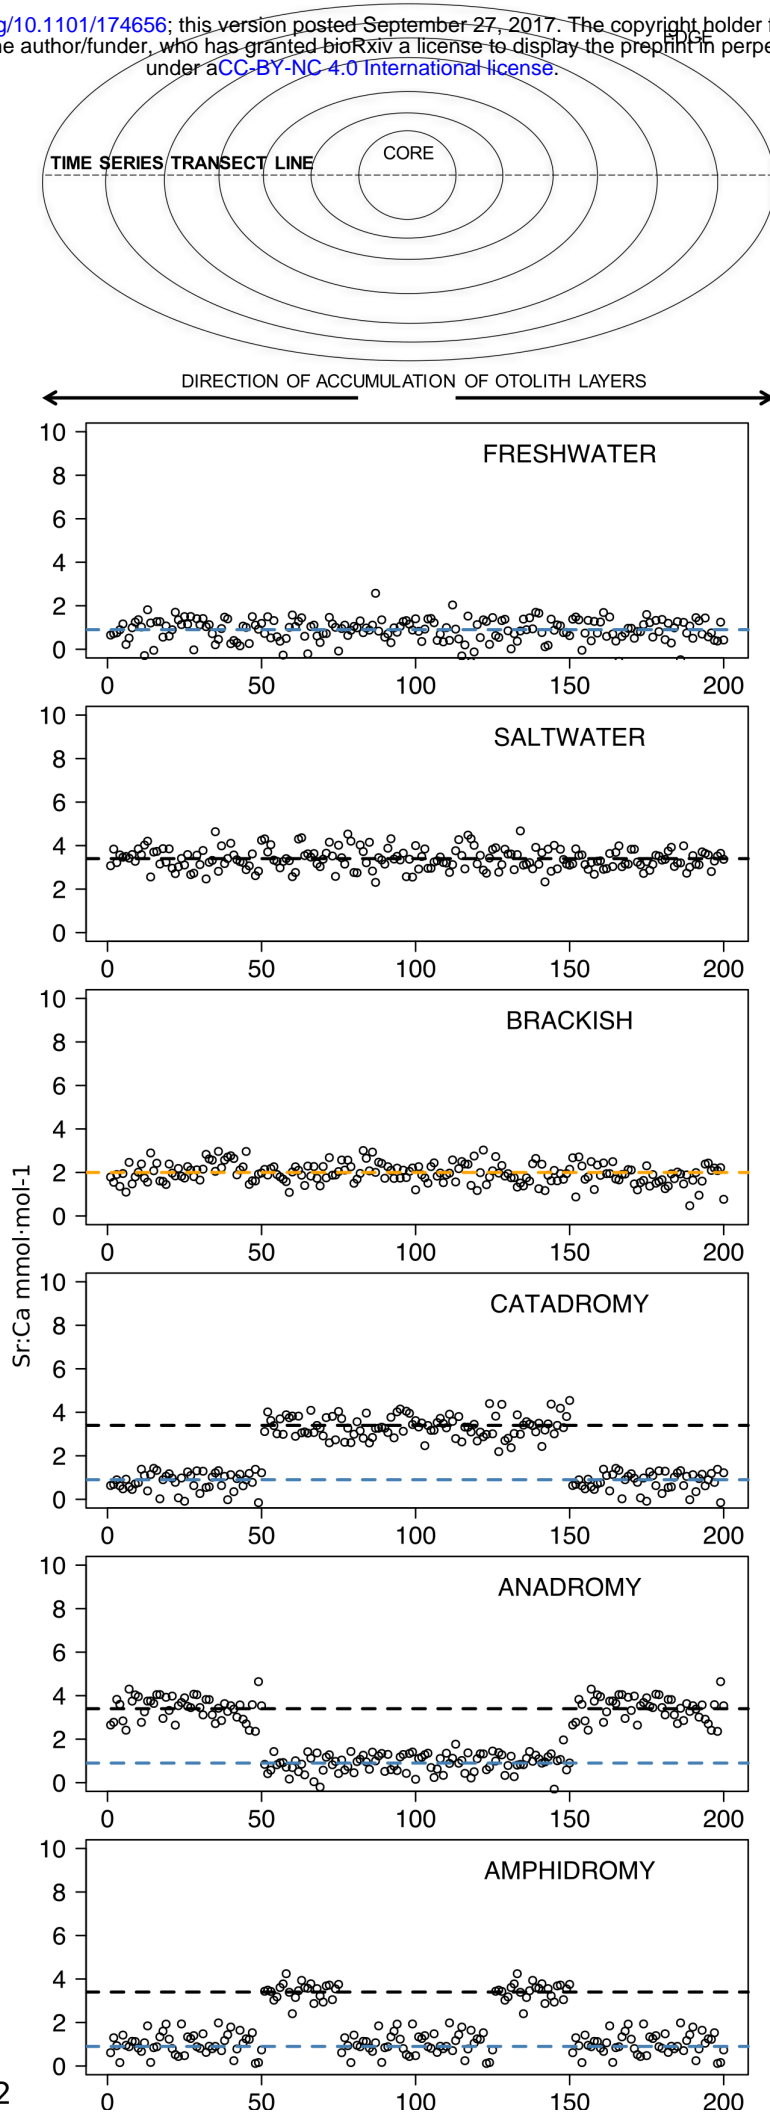 g/10.1101/174656; this version posted September 27, 2017. The copyright holder f
e author/funder, who has granted bioRxiv a license to display the preprint in perpe
EDGE
under aCC-BY-NC 4.0 International license.
CORE
TIME SERIES TRANSECT LINE
DIRECTION OF ACCUMULATION OF OTOLITH LAYERS
Sr:Ca mmol·mol-1
FRESHWATER
10
8
6
4
2
0
0 50 100 150 200
SALTWATER
10
8
6
4
2
0
0 50 100 150 200
BRACKISH
10
8
6
4
2
0
0 50 100 150 200
CATADROMY
10
8
6
4
2
0
0 50 100 150 200
ANADROMY
10
8
6
4
2
0
0 50 100 150 200
AMPHIDROMY
10
8
6
4
2
0
0 50 100 150 200
2